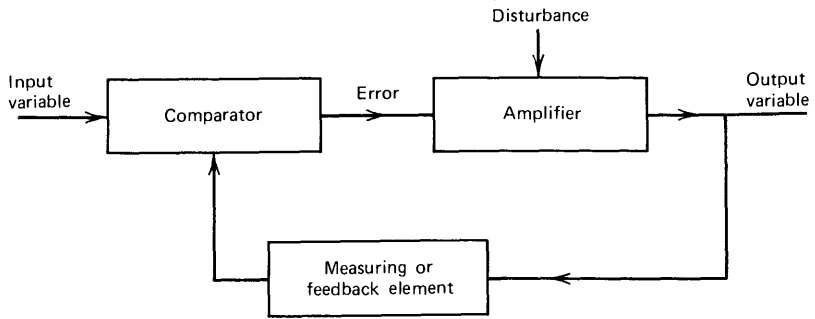 Disturbance
Input
variable
Comparator
Error
Amplifier
Output
variable
Measuring or
feedback element